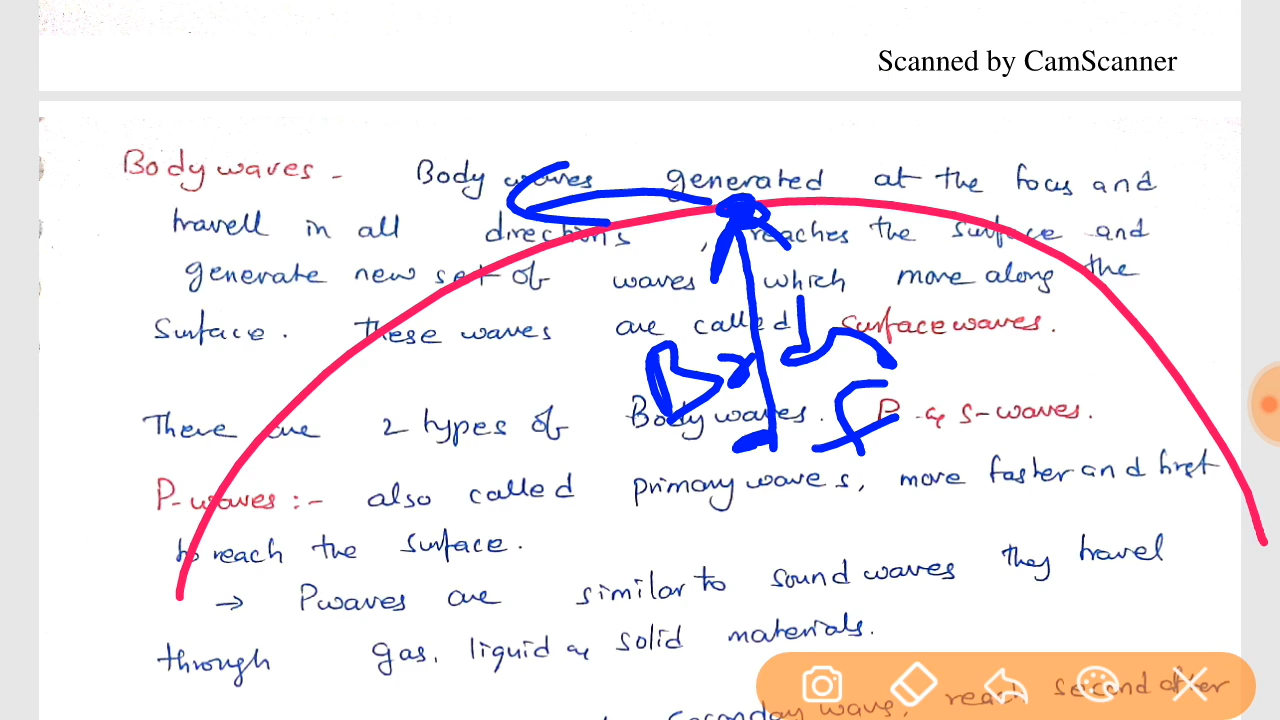 Scanned by CamScanner
Body waves - Body waves generated at the focus and
travell in all directions, reaches the surface and
generate new set of waves which move along the
Surface. These waves are called surface waves.
There are 2 types of Body waves. P & S-waves.
P-waves :- also called primary waves, move faster and first
to reach the surface.
→ P waves are similar to sound waves they travel
through gas, liquid & solid materials.
Secondary wave, reach second after